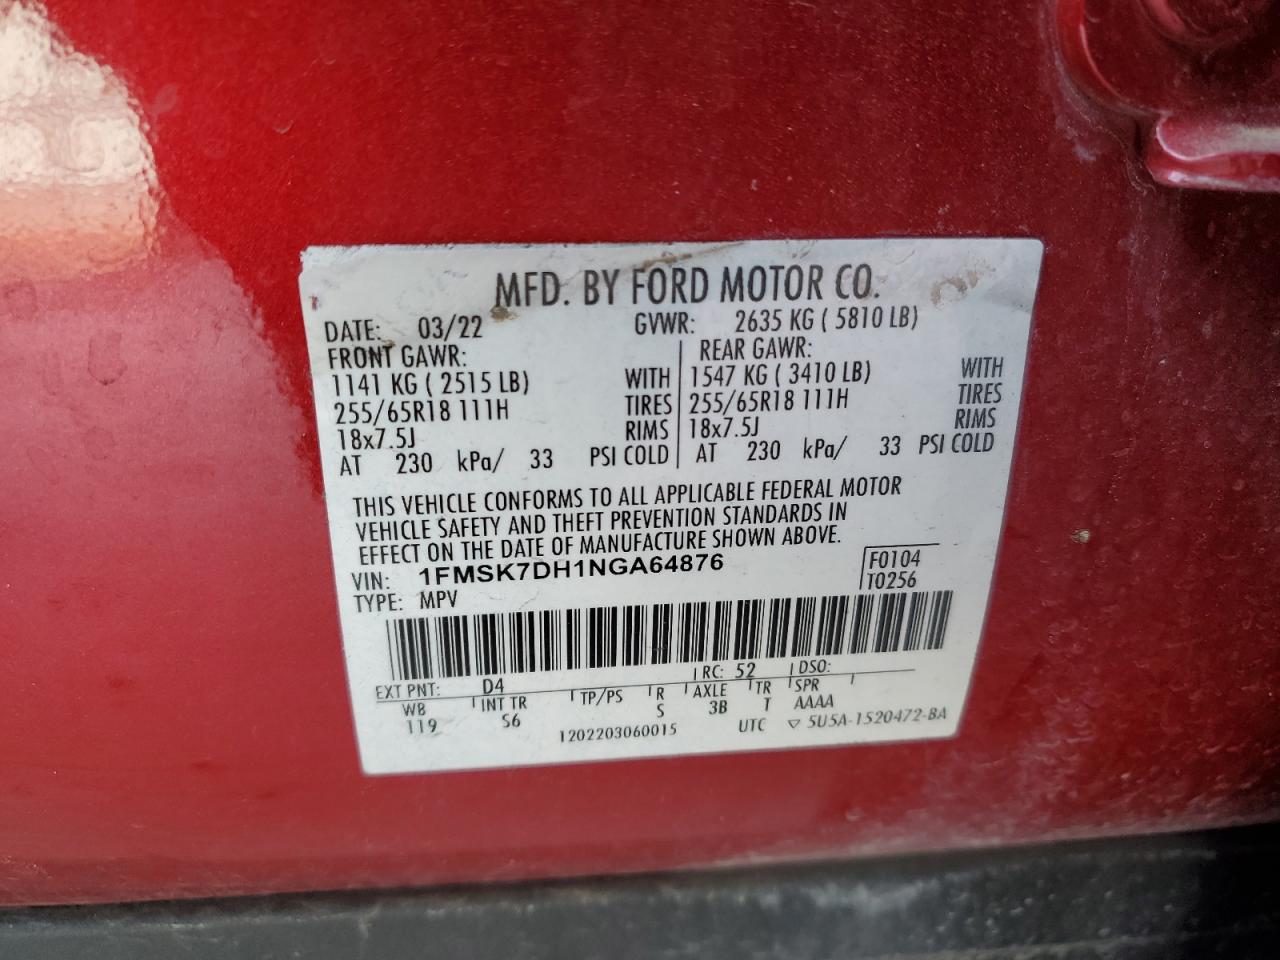 MFD. BY FORD MOTOR CO.
DATE: 03/22 GVWR: 2635 KG ( 5810 LB)
FRONT GAWR: REAR GAWR:
1141 KG ( 2515 LB) WITH 1547 KG ( 3410 LB) WITH
255/65R18 111H TIRES 255/65R18 111H TIRES
18x7.5J RIMS 18x7.5J RIMS
AT 230 kPa/ 33 PSI COLD AT 230 kPa/ 33 PSI COLD
THIS VEHICLE CONFORMS TO ALL APPLICABLE FEDERAL MOTOR
VEHICLE SAFETY AND THEFT PREVENTION STANDARDS IN
EFFECT ON THE DATE OF MANUFACTURE SHOWN ABOVE.
VIN: 1FMSK7DH1NGA64876 F0104
TYPE: MPV T0256
EXT PNT: D4 RC: 52 DSO:
WB INT TR TP/PS R AXLE TR SPR
119 S6 S 3B T AAAA
1202203060015 UTC ▽ 5U5A-1520472-BA